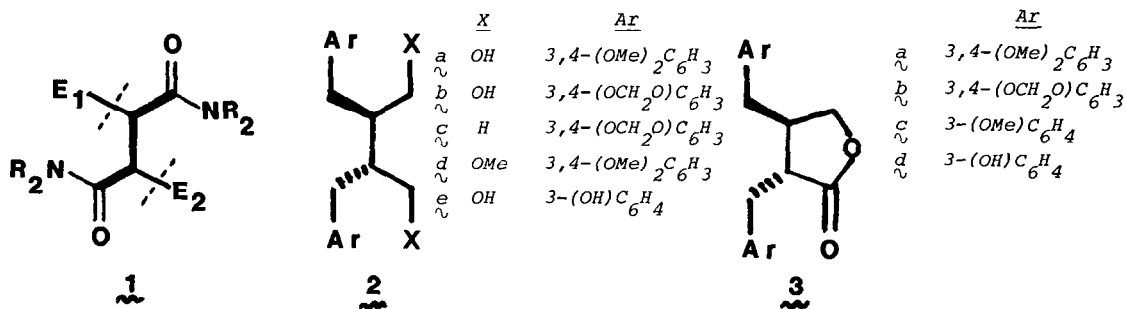 O
E1
NR2
R2N
E2
O
1
Ar X
Ar X
2
X Ar
a OH 3,4-(OMe)2C6H3
b OH 3,4-(OCH2O)C6H3
c H 3,4-(OCH2O)C6H3
d OMe 3,4-(OMe)2C6H3
e OH 3-(OH)C6H4
Ar
O
Ar O
3
Ar
a 3,4-(OMe)2C6H3
b 3,4-(OCH2O)C6H3
c 3-(OMe)C6H4
d 3-(OH)C6H4